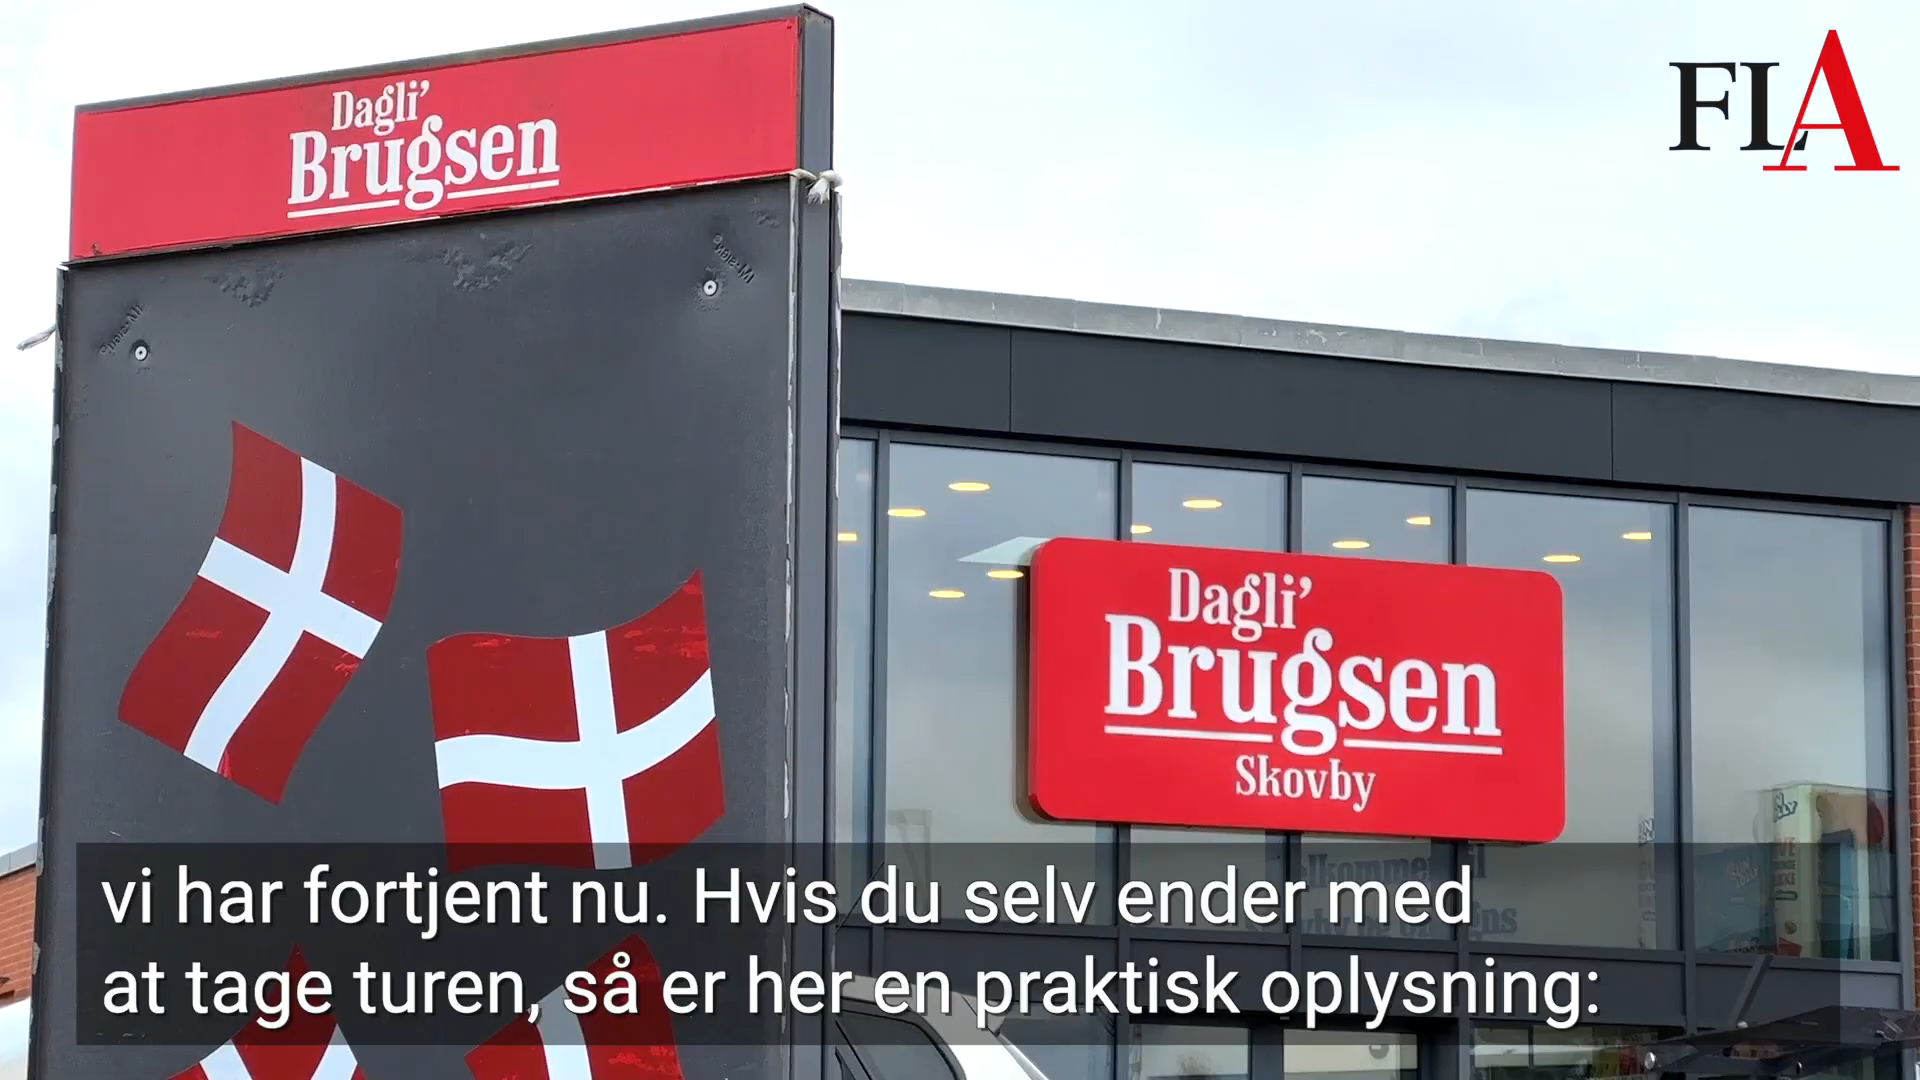 Dagli'
Brugsen
FLA
Dagli'
Brugsen
Skovby
vi har fortjent nu. Hvis du selv ender med
at tage turen, så er her en praktisk oplysning: